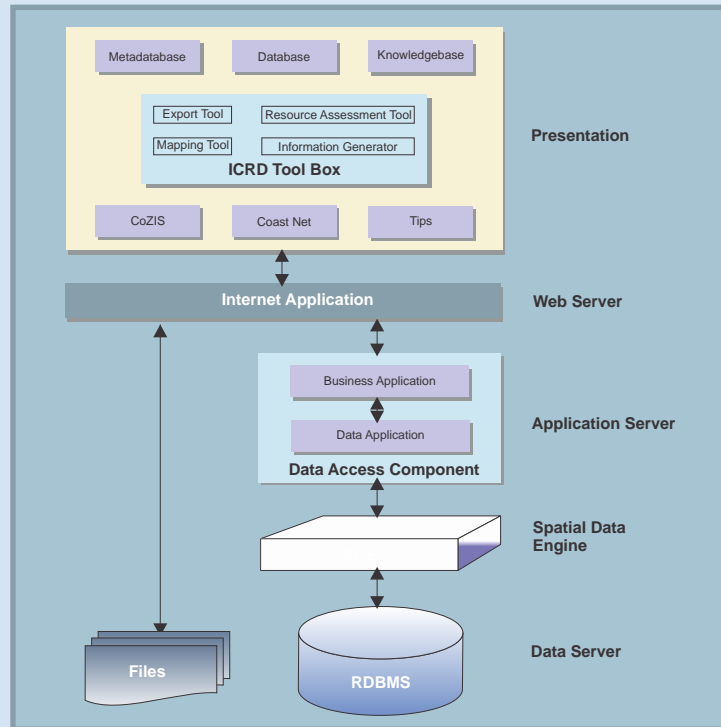 Metadatabase
Database
Knowledgebase
Export Tool
Resource Assessment Tool
Mapping Tool
Information Generator
ICRD Tool Box
CoZIS
Coast Net
Tips
Presentation
Internet Application
Web Server
Business Application
Data Application
Data Access Component
Application Server
Spatial Data
Engine
Files
RDBMS
Data Server